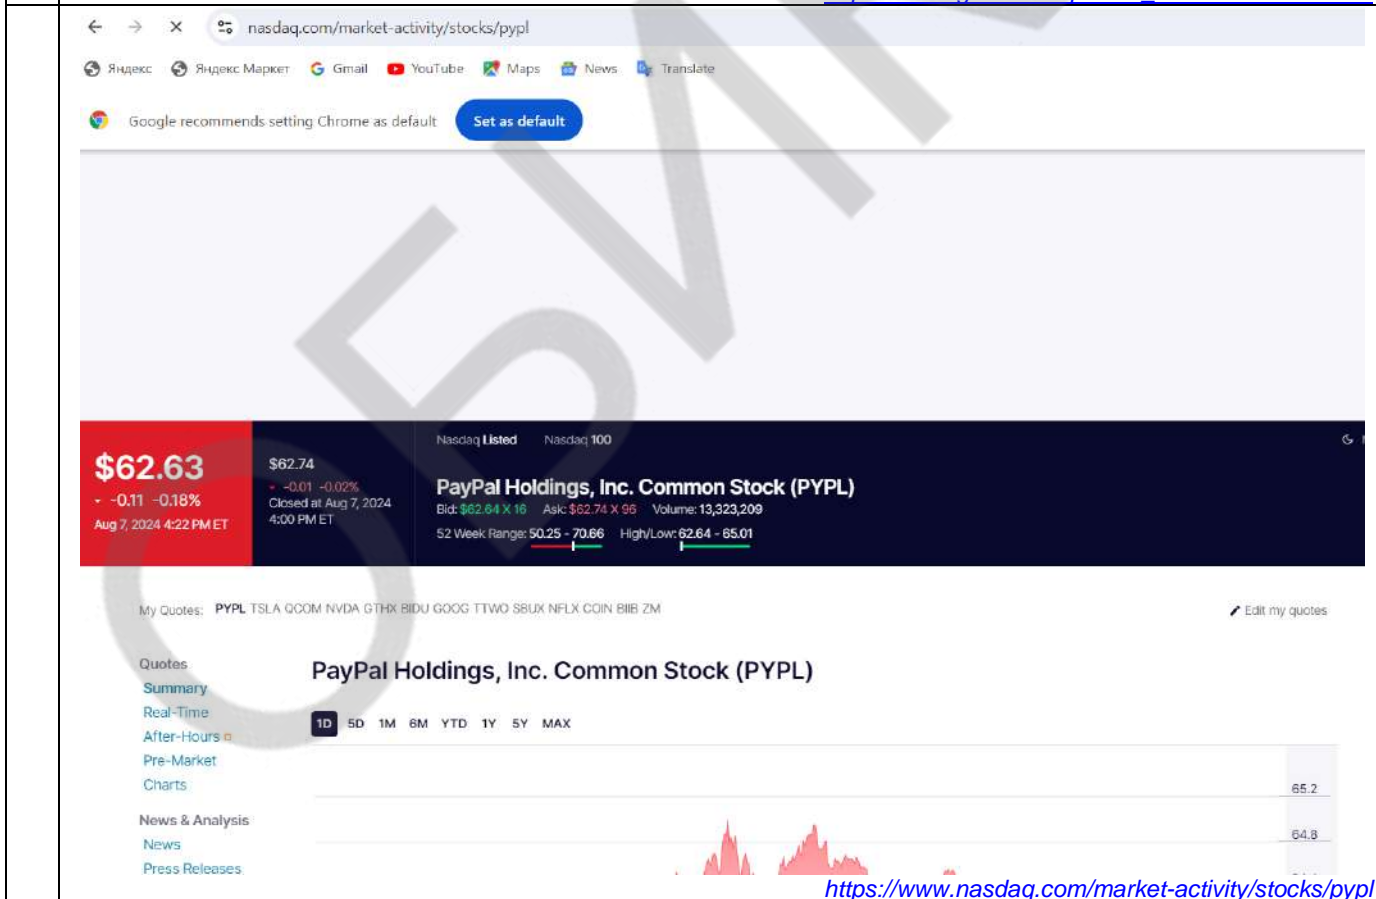 nasdaq.com/market-activity/stocks/pypl
Яндекс Яндекс Маркет Gmail YouTube Maps News Translate
Google recommends setting Chrome as default Set as default
ОБИ
Nasdaq Listed Nasdaq 100
$62.63
-0.11 -0.18%
Aug 7, 2024 4:22 PM ET
$62.74
-0.01 -0.02%
Closed at Aug 7, 2024
4:00 PM ET
PayPal Holdings, Inc. Common Stock (PYPL)
Bid: $62.64 X 16 Ask: $62.74 X 96 Volume: 13,323,209
52 Week Range: 50.25 - 70.66 High/Low: 62.64 - 65.01
My Quotes: PYPL TSLA QCOM NVDA GTHX BIDU GOOG TTWO SBUX NFLX COIN BIIB ZM
Edit my quotes
Quotes
Summary
Real-Time
After-Hours
Pre-Market
Charts
News & Analysis
News
Press Releases
PayPal Holdings, Inc. Common Stock (PYPL)
1D 5D 1M 6M YTD 1Y 5Y MAX
65.2
64.8
https://www.nasdaq.com/market-activity/stocks/pypl